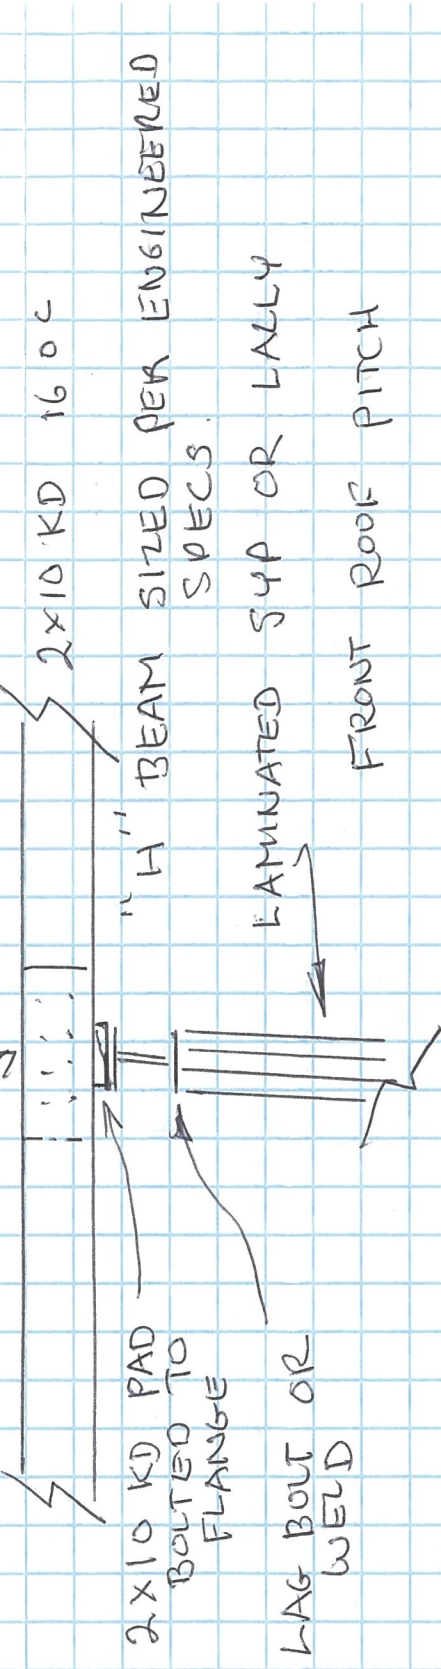 2x10 KD 16 OC
"H" BEAM SIZED PER ENGINEERED
SPECS.
LAMINATED SYP OR LALLY
FRONT ROOF PITCH
2x10 KD PAD
BOLTED TO
FLANGE
LAG BOLT OR
WELD